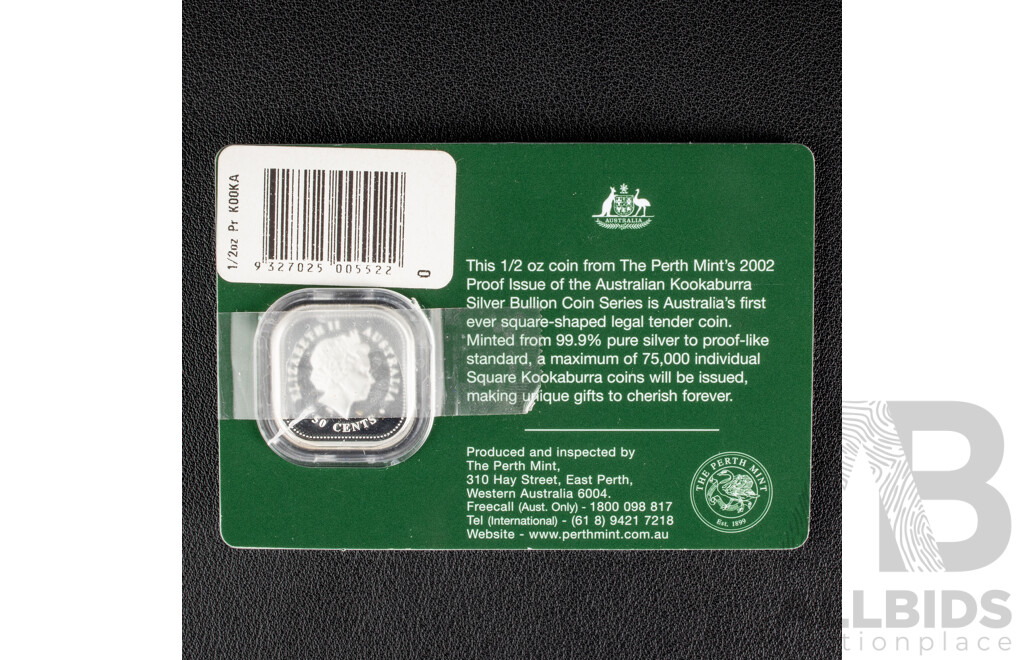 1/2oz Pr KOOKA
9 327025 005522
0
AUSTRALIA
This 1/2 oz coin from The Perth Mint's 2002
Proof Issue of the Australian Kookaburra
Silver Bullion Coin Series is Australia's first
ever square-shaped legal tender coin.
Minted from 99.9% pure silver to proof-like
standard, a maximum of 75,000 individual
Square Kookaburra coins will be issued,
making unique gifts to cherish forever.
ELIZABETH II AUSTRALIA
50 CENTS
Produced and inspected by
The Perth Mint,
310 Hay Street, East Perth,
Western Australia 6004.
Freecall (Aust. Only) - 1800 098 817
Tel (International) - (61 8) 9421 7218
Website - www.perthmint.com.au
THE PERTH MINT
Est. 1899
LLBIDS
tionplace